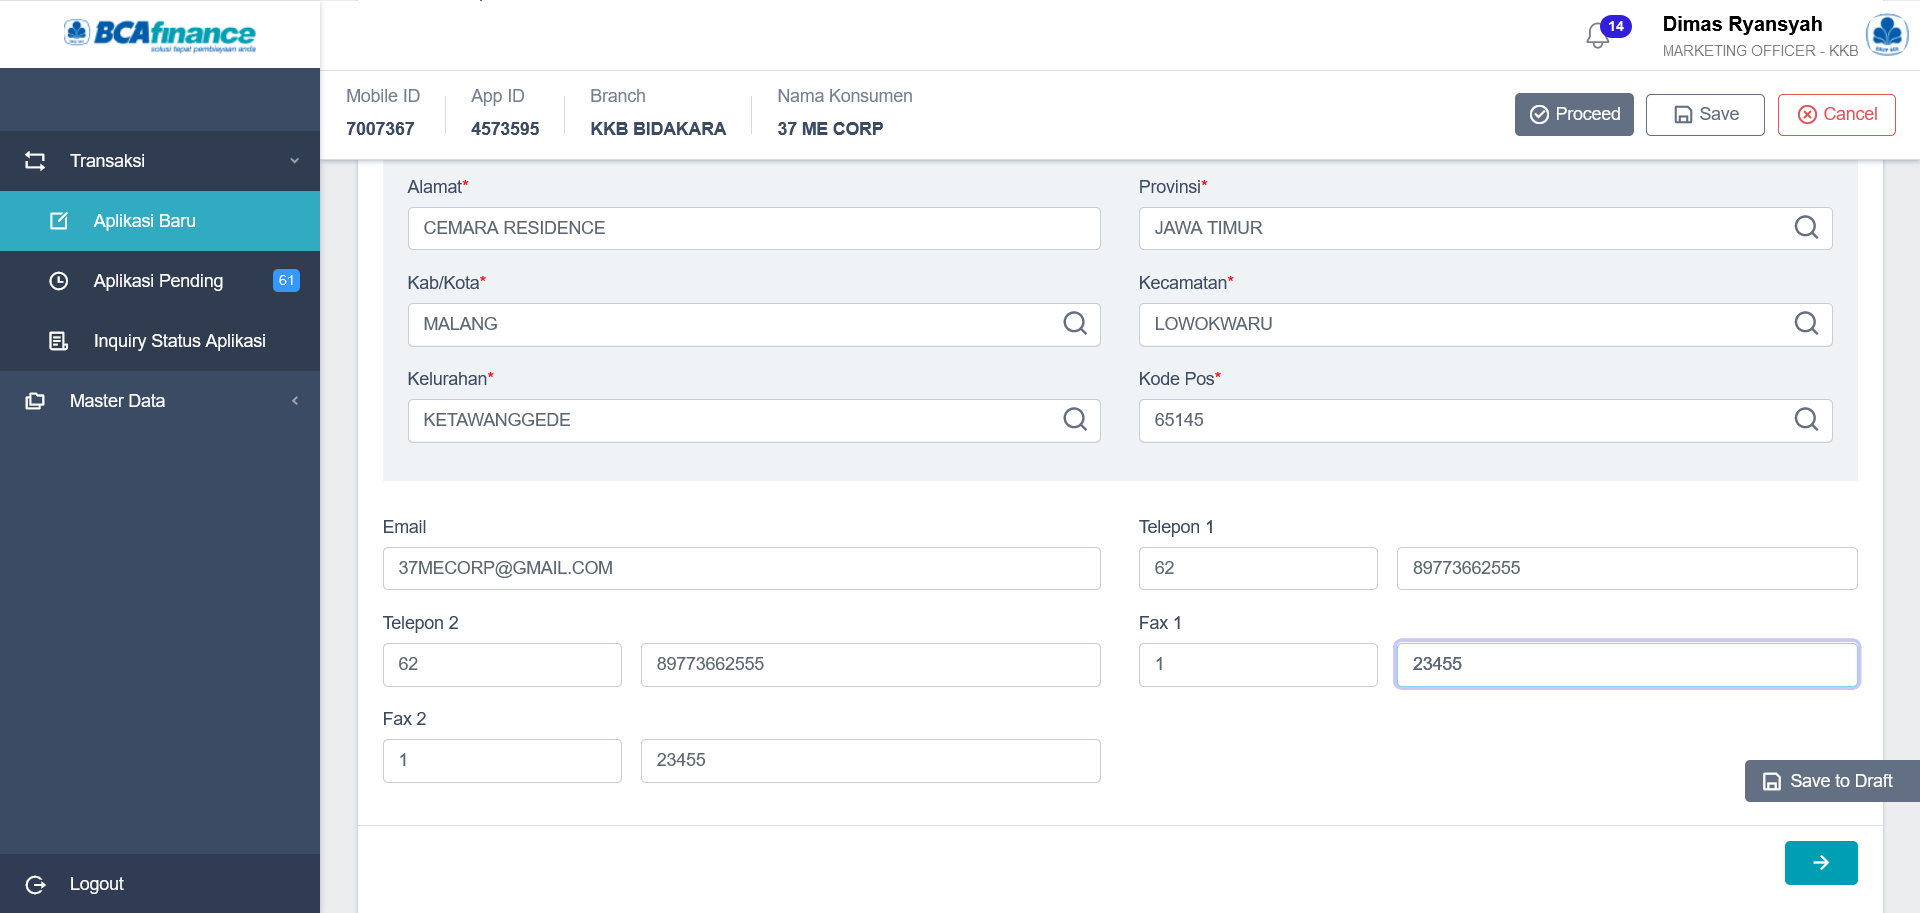 BCAfinance
solusi tepat pembiayaan anda
14
Dimas Ryansyah
MARKETING OFFICER - KKB
Mobile ID
7007367
App ID
4573595
Branch
KKB BIDAKARA
Nama Konsumen
37 ME CORP
Proceed
Save
Cancel
Transaksi
Aplikasi Baru
Aplikasi Pending
61
Inquiry Status Aplikasi
Master Data
Logout
Alamat*
CEMARA RESIDENCE
Provinsi*
JAWA TIMUR
Kab/Kota*
MALANG
Kecamatan*
LOWOKWARU
Kelurahan*
KETAWANGGEDE
Kode Pos*
65145
Email
37MECORP@GMAIL.COM
Telepon 1
62 89773662555
Telepon 2
62 89773662555
Fax 1
1 23455
Fax 2
1 23455
Save to Draft